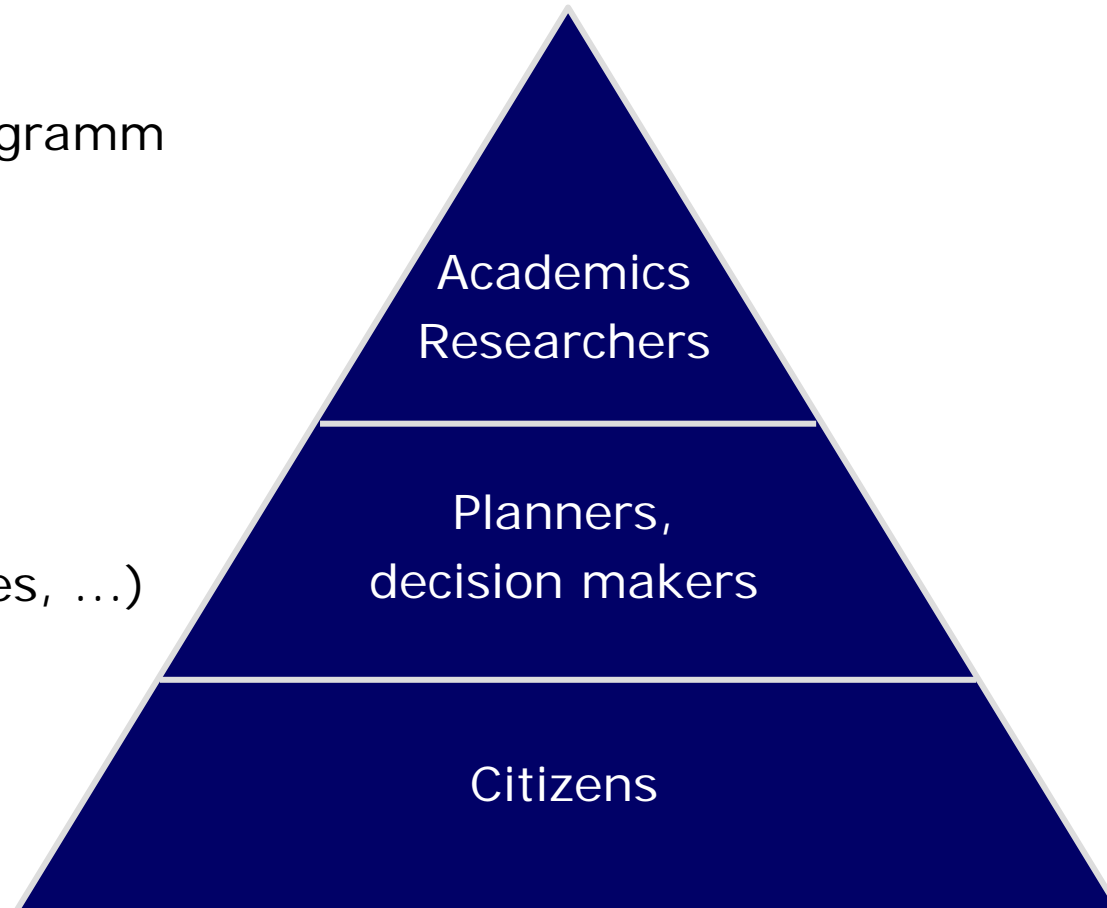 gramm
Academics
Researchers
Planners,
decision makers
es, ...)
Citizens